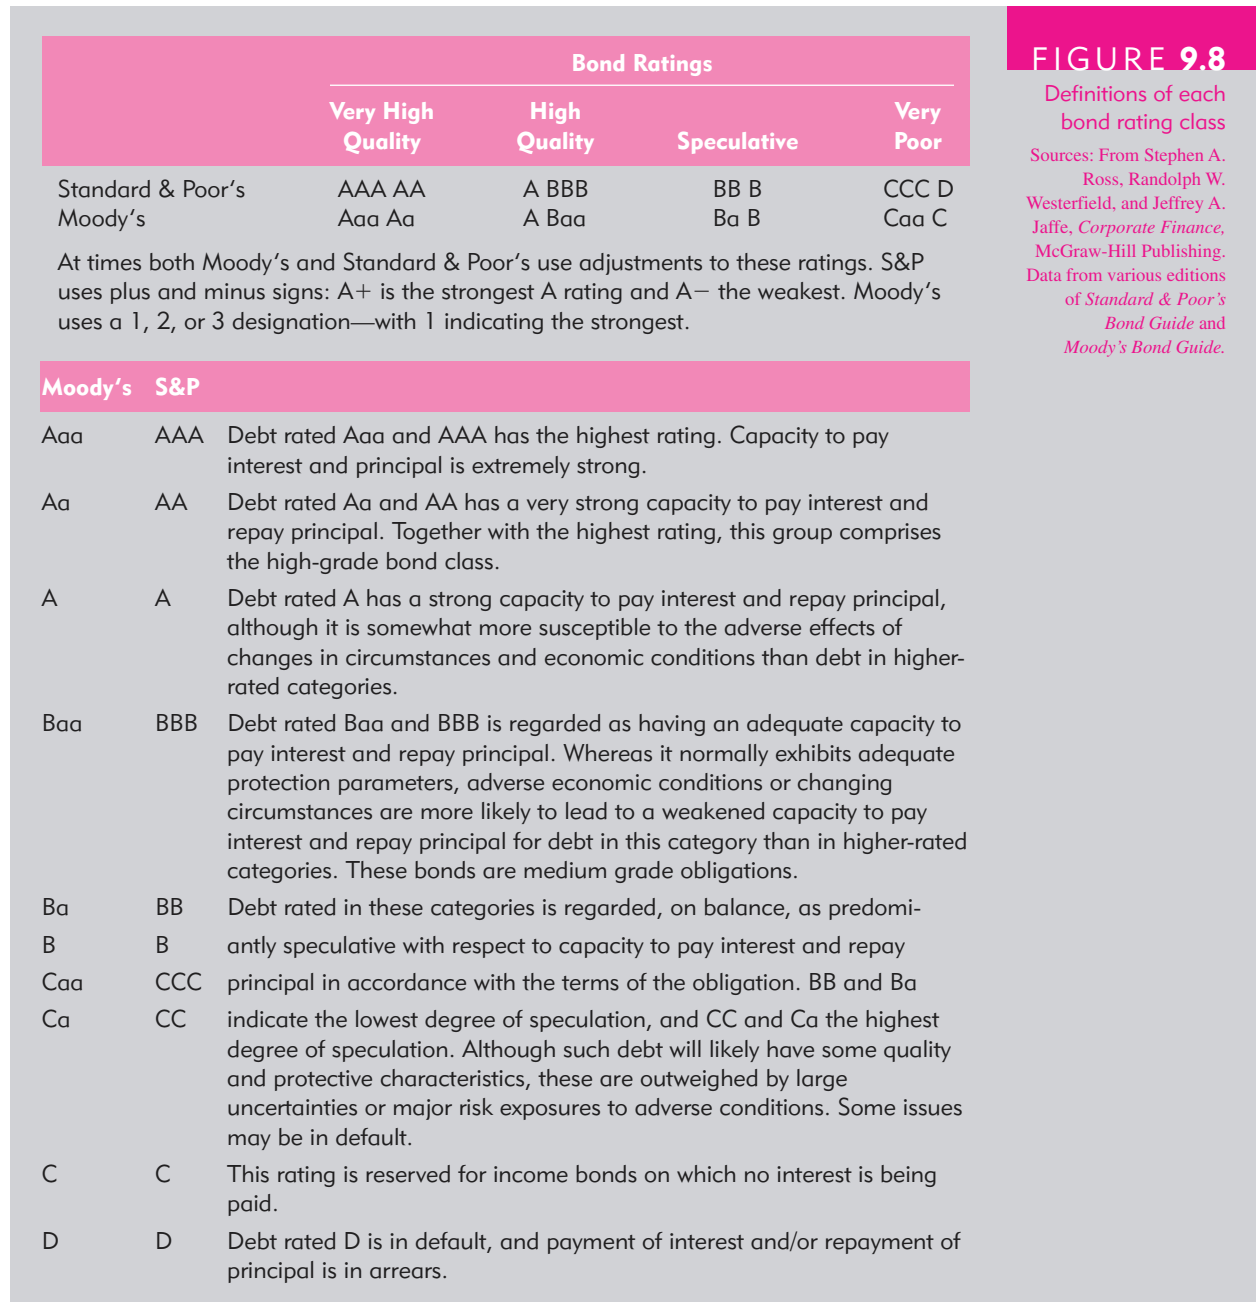 Bond Ratings
Very High Quality High Quality Speculative Very Poor
Standard & Poor's AAA AA A BBB BB B CCC D
Moody's Aaa Aa A Baa Ba B Caa C
At times both Moody's and Standard & Poor's use adjustments to these ratings. S&P
uses plus and minus signs: A+ is the strongest A rating and A− the weakest. Moody's
uses a 1, 2, or 3 designation—with 1 indicating the strongest.
Moody's S&P
Aaa AAA Debt rated Aaa and AAA has the highest rating. Capacity to pay
interest and principal is extremely strong.
Aa AA Debt rated Aa and AA has a very strong capacity to pay interest and
repay principal. Together with the highest rating, this group comprises
the high-grade bond class.
A A Debt rated A has a strong capacity to pay interest and repay principal,
although it is somewhat more susceptible to the adverse effects of
changes in circumstances and economic conditions than debt in higher-
rated categories.
Baa BBB Debt rated Baa and BBB is regarded as having an adequate capacity to
pay interest and repay principal. Whereas it normally exhibits adequate
protection parameters, adverse economic conditions or changing
circumstances are more likely to lead to a weakened capacity to pay
interest and repay principal for debt in this category than in higher-rated
categories. These bonds are medium grade obligations.
Ba BB Debt rated in these categories is regarded, on balance, as predomi-
B B antly speculative with respect to capacity to pay interest and repay
Caa CCC principal in accordance with the terms of the obligation. BB and Ba
Ca CC indicate the lowest degree of speculation, and CC and Ca the highest
degree of speculation. Although such debt will likely have some quality
and protective characteristics, these are outweighed by large
uncertainties or major risk exposures to adverse conditions. Some issues
may be in default.
C C This rating is reserved for income bonds on which no interest is being
paid.
D D Debt rated D is in default, and payment of interest and/or repayment of
principal is in arrears.
FIGURE 9.8
Definitions of each
bond rating class
Sources: From Stephen A.
Ross, Randolph W.
Westerfield, and Jeffrey A.
Jaffe, Corporate Finance,
McGraw-Hill Publishing.
Data from various editions
of Standard & Poor's
Bond Guide and
Moody's Bond Guide.